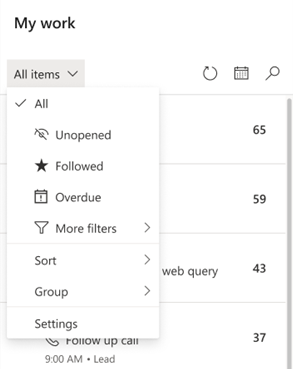 My work
All items
All
Unopened
65
Followed
Overdue
59
More filters
Sort
web query
43
Group
Settings
Follow up call
37
9:00 AM • Lead